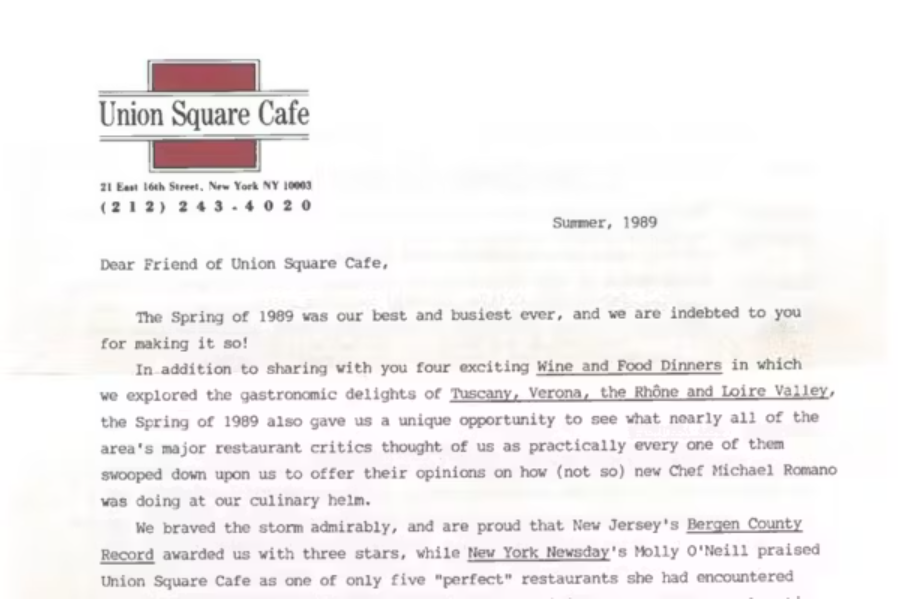 Union Square Cafe
21 East 16th Street, New York NY 10003
(212) 243-4020
Summer, 1989
Dear Friend of Union Square Cafe,
The Spring of 1989 was our best and busiest ever, and we are indebted to you
for making it so!
In addition to sharing with you four exciting Wine and Food Dinners in which
we explored the gastronomic delights of Tuscany, Verona, the Rhône and Loire Valley,
the Spring of 1989 also gave us a unique opportunity to see what nearly all of the
area's major restaurant critics thought of us as practically every one of them
swooped down upon us to offer their opinions on how (not so) new Chef Michael Romano
was doing at our culinary helm.
We braved the storm admirably, and are proud that New Jersey's Bergen County
Record awarded us with three stars, while New York Newsday's Molly O'Neill praised
Union Square Cafe as one of only five "perfect" restaurants she had encountered